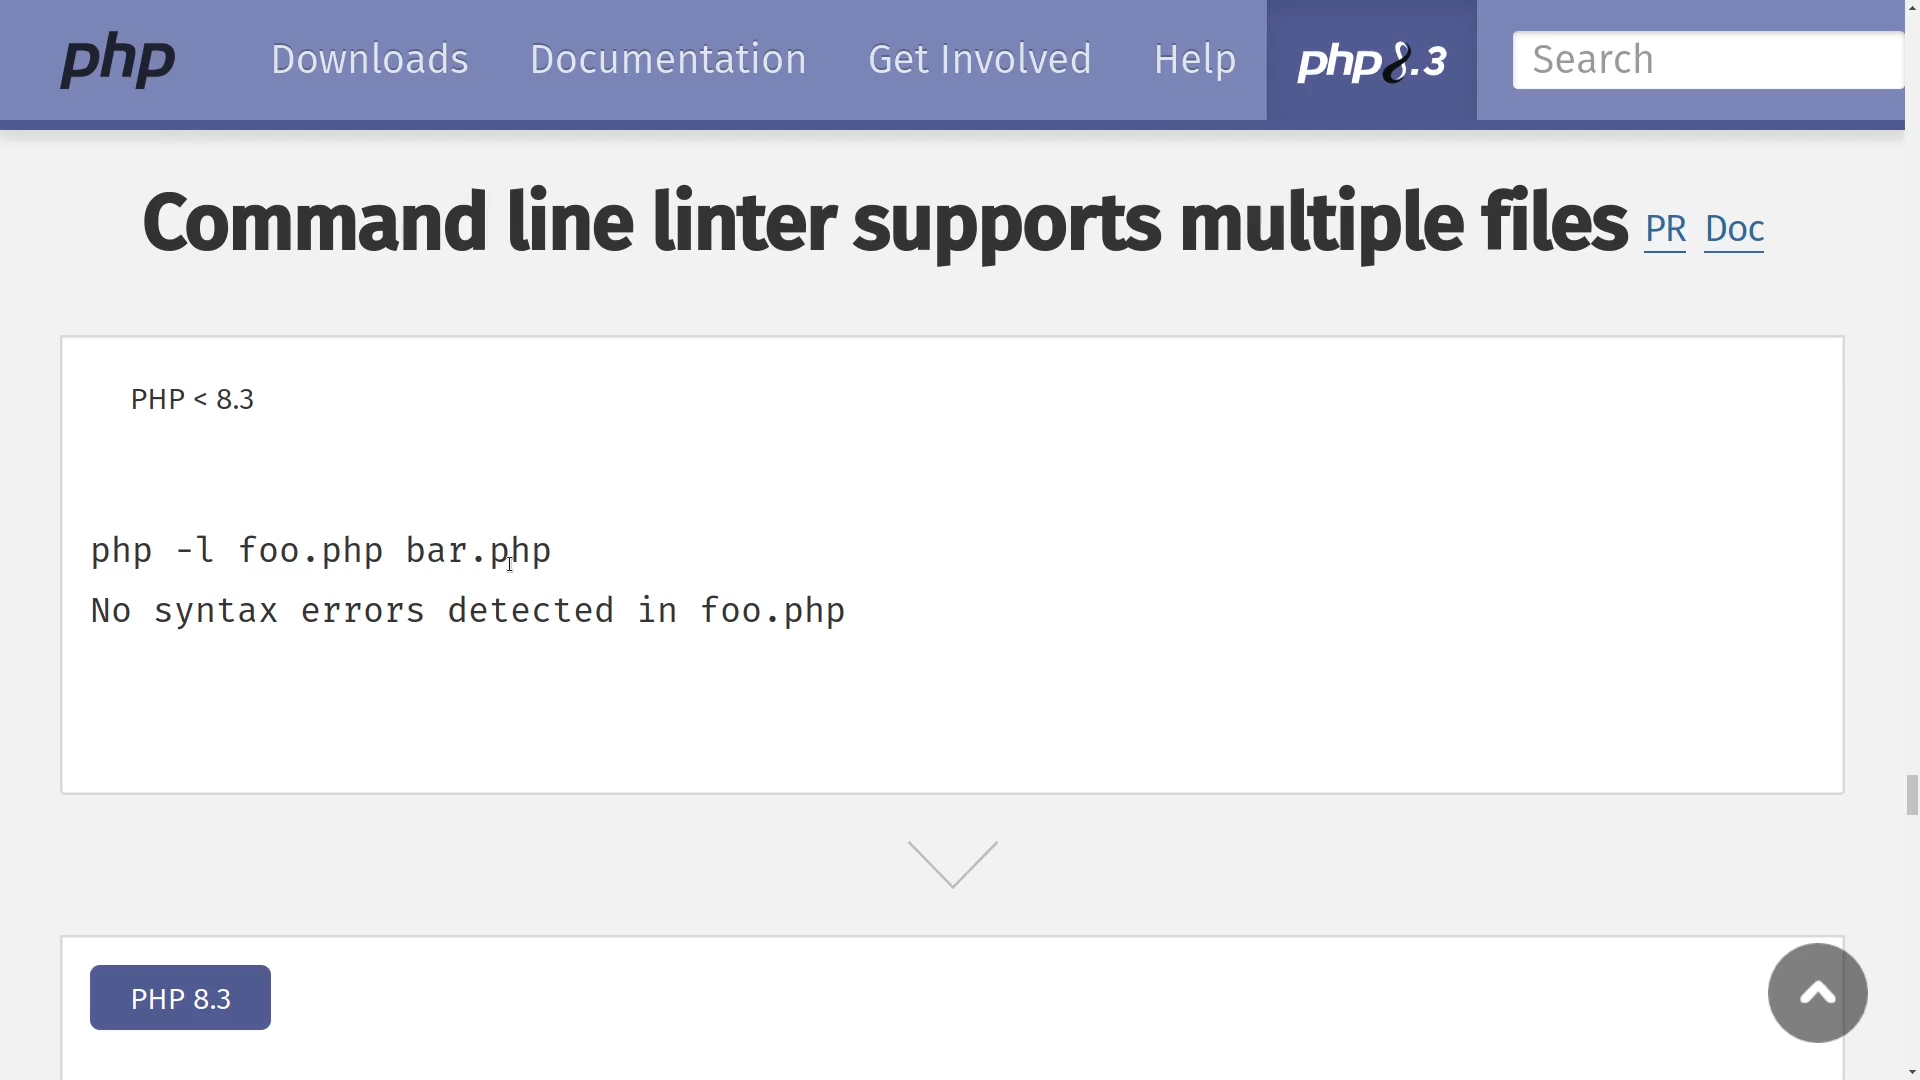 php Downloads Documentation Get Involved Help php8.3 Search
Command line linter supports multiple files PR Doc
PHP < 8.3
php -l foo.php bar.php
No syntax errors detected in foo.php
PHP 8.3